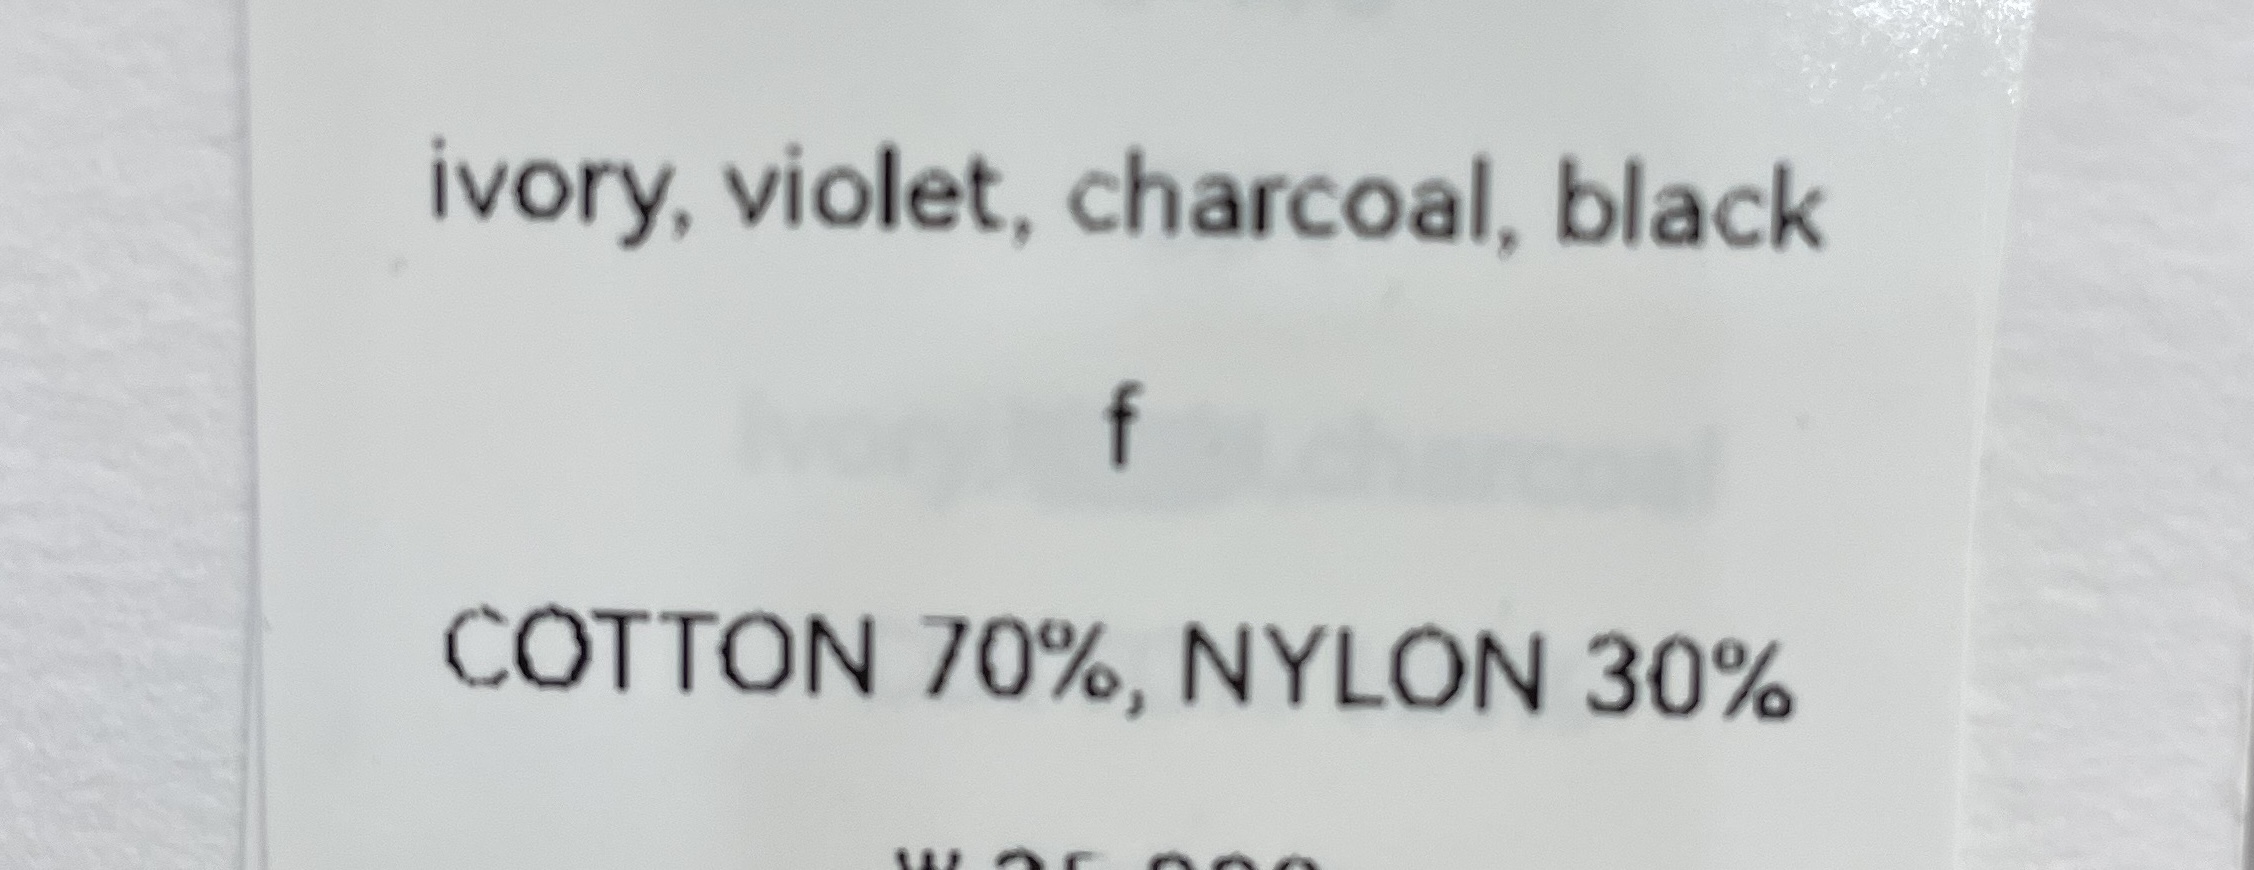 ivory, violet, charcoal, black
f
COTTON 70%, NYLON 30%